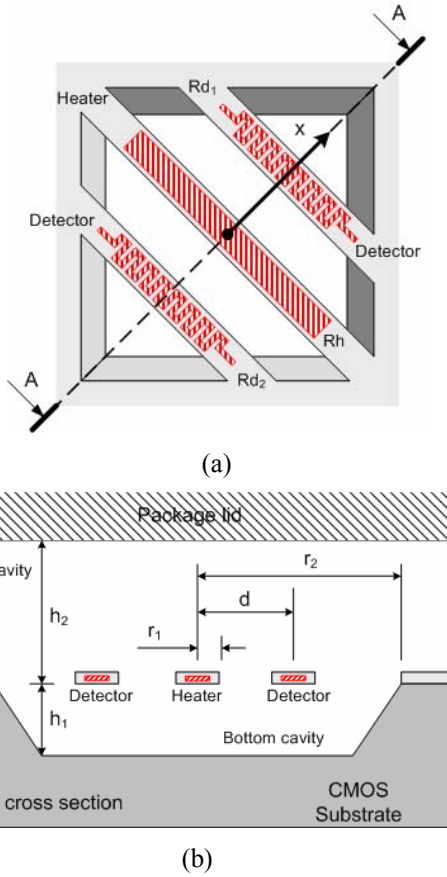 A
Heater
Rd1
x
Detector
Detector
Rh
A
Rd2
(a)
Package lid
avity
r2
h2
d
r1
Detector
Heater
Detector
h1
Bottom cavity
cross section
CMOS
Substrate
(b)